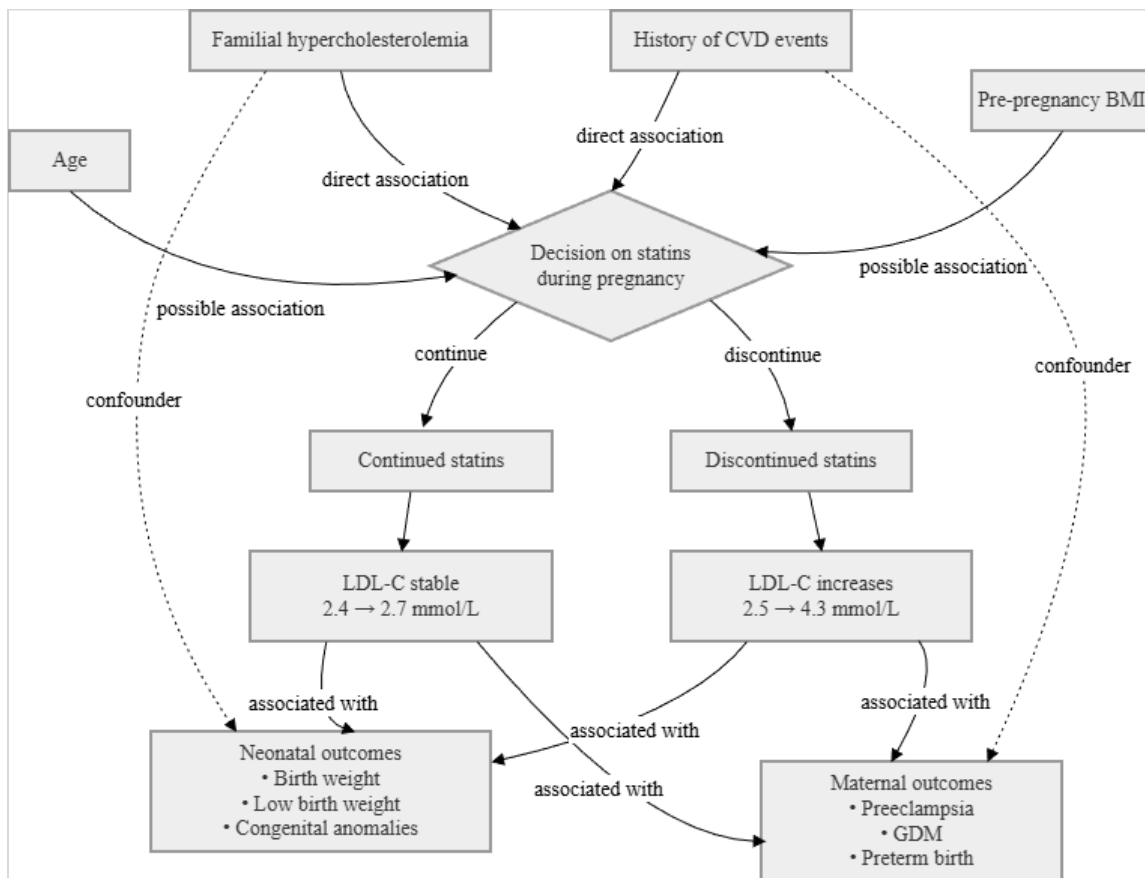 Familial hypercholesterolemia
History of CVD events
Pre-pregnancy BMI
Age
direct association
direct association
Decision on statins
during pregnancy
possible association
possible association
continue
discontinue
confounder
confounder
Continued statins
Discontinued statins
LDL-C stable
2.4 → 2.7 mmol/L
LDL-C increases
2.5 → 4.3 mmol/L
associated with
associated with
associated with
associated with
Neonatal outcomes
• Birth weight
• Low birth weight
• Congenital anomalies
Maternal outcomes
• Preeclampsia
• GDM
• Preterm birth